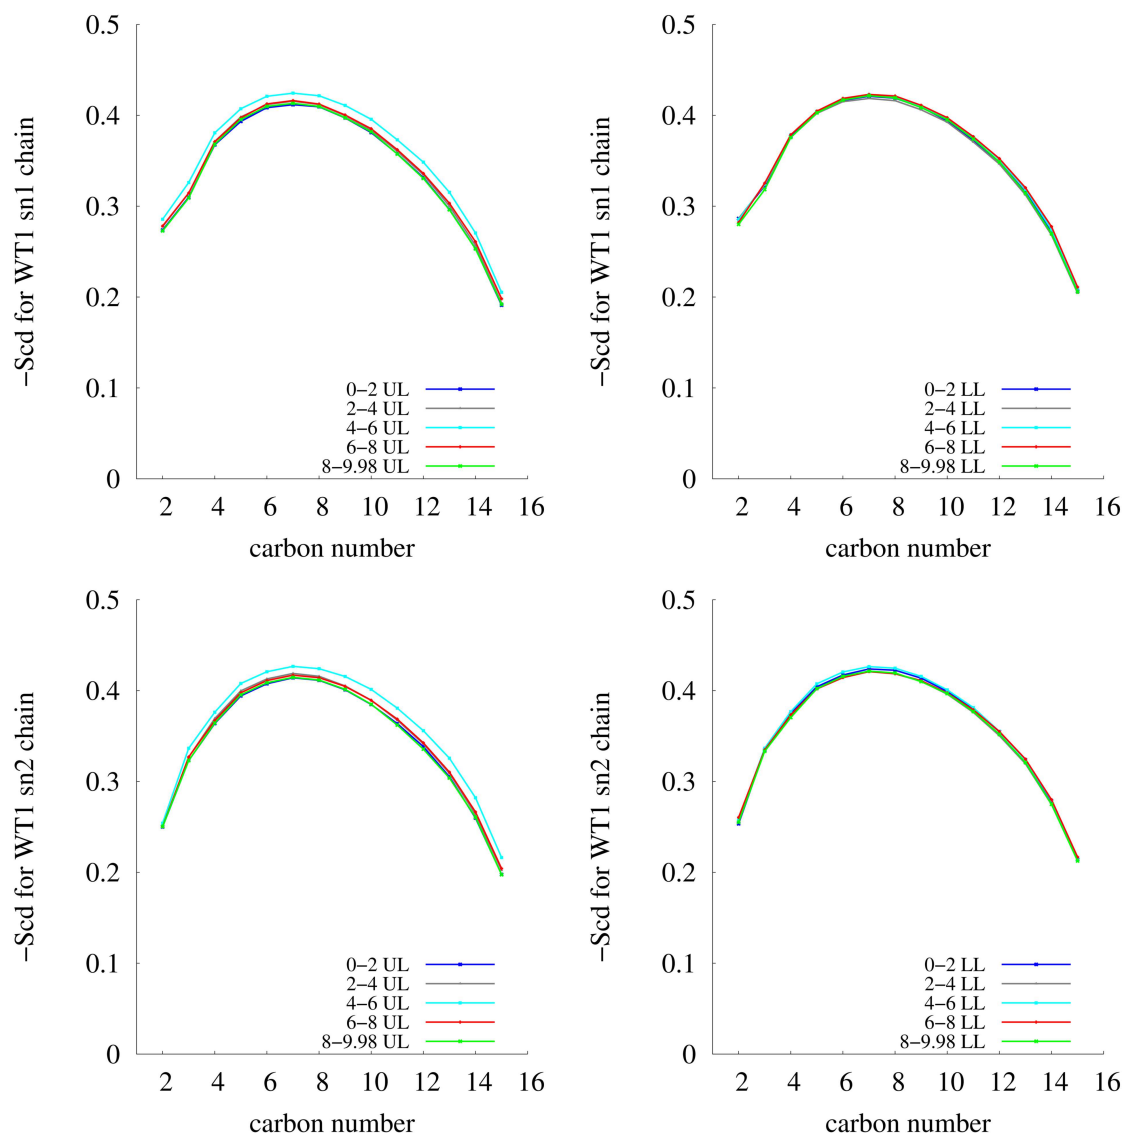 −Scd for WT1 sn1 chain
0.5
0.4
0.3
0.2
0.1
0
0−2 UL
2−4 UL
4−6 UL
6−8 UL
8−9.98 UL
2 4 6 8 10 12 14 16
carbon number
−Scd for WT1 sn1 chain
0.5
0.4
0.3
0.2
0.1
0
0−2 LL
2−4 LL
4−6 LL
6−8 LL
8−9.98 LL
2 4 6 8 10 12 14 16
carbon number
−Scd for WT1 sn2 chain
0.5
0.4
0.3
0.2
0.1
0
0−2 UL
2−4 UL
4−6 UL
6−8 UL
8−9.98 UL
2 4 6 8 10 12 14 16
carbon number
−Scd for WT1 sn2 chain
0.5
0.4
0.3
0.2
0.1
0
0−2 LL
2−4 LL
4−6 LL
6−8 LL
8−9.98 LL
2 4 6 8 10 12 14 16
carbon number